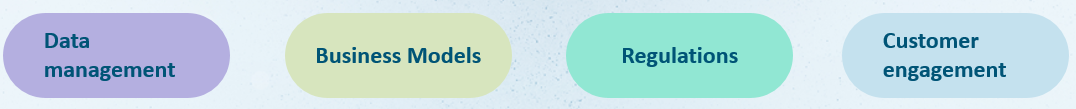 Data
management
Business Models
Regulations
Customer
engagement